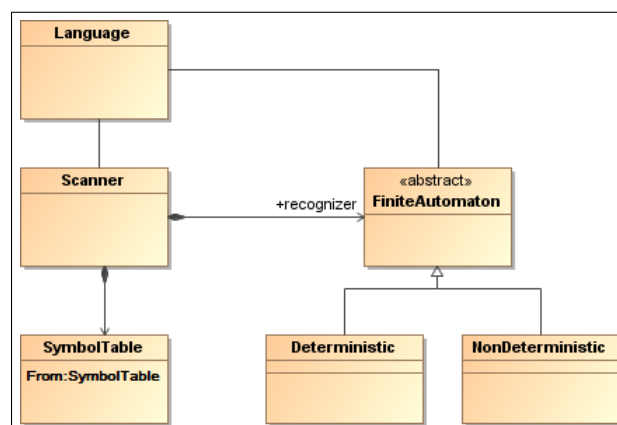 Language
Scanner
+recognizer
«abstract»
FiniteAutomaton
SymbolTable
From:SymbolTable
Deterministic
NonDeterministic